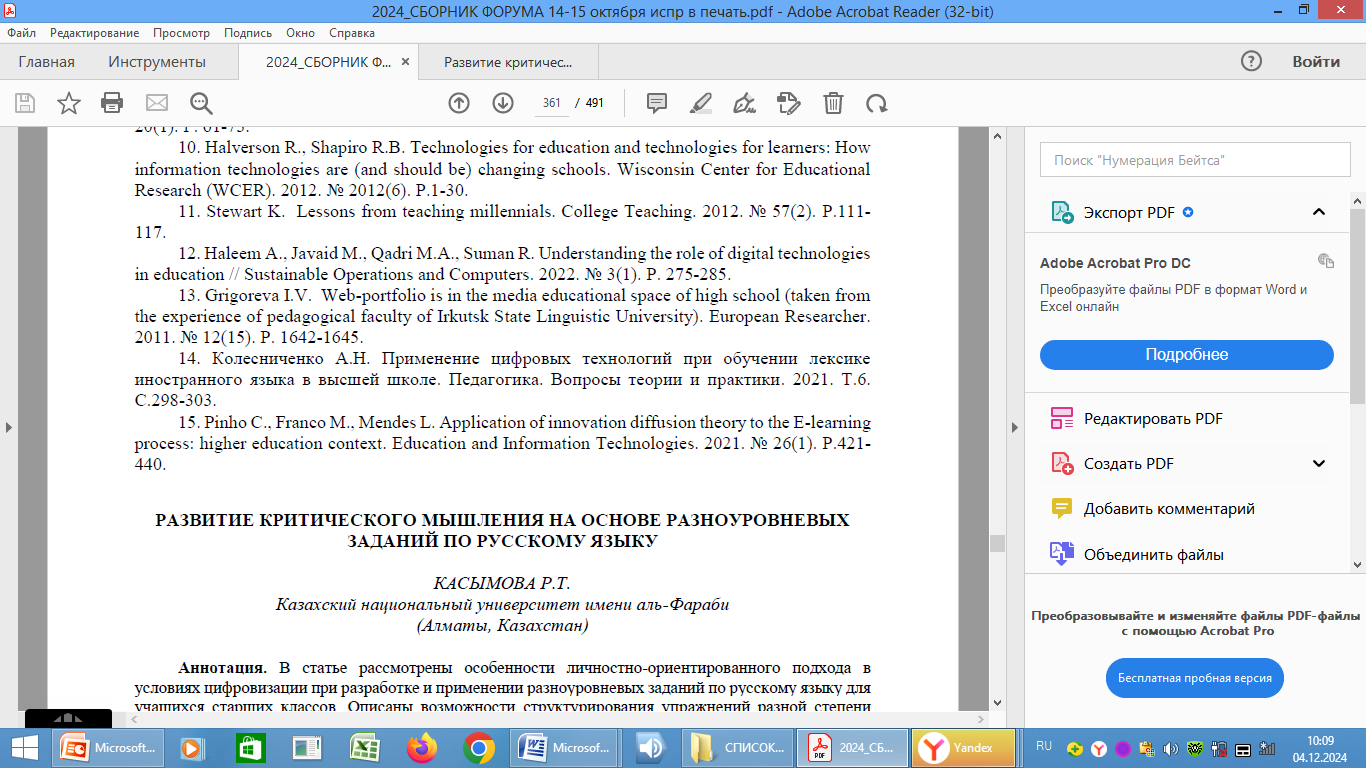 2024_СБОРНИК ФОРУМА 14-15 октября испр в печать.pdf - Adobe Acrobat Reader (32-bit)
Файл Редактирование Просмотр Подпись Окно Справка
Главная Инструменты 2024_СБОРНИК Ф... × Развитие критичес... Войти
361 / 491
10. Halverson R., Shapiro R.B. Technologies for education and technologies for learners: How
information technologies are (and should be) changing schools. Wisconsin Center for Educational
Research (WCER). 2012. № 2012(6). P.1-30.
11. Stewart K. Lessons from teaching millennials. College Teaching. 2012. № 57(2). P.111-
117.
12. Haleem A., Javaid M., Qadri M.A., Suman R. Understanding the role of digital technologies
in education // Sustainable Operations and Computers. 2022. № 3(1). P. 275-285.
13. Grigoreva I.V. Web-portfolio is in the media educational space of high school (taken from
the experience of pedagogical faculty of Irkutsk State Linguistic University). European Researcher.
2011. № 12(15). P. 1642-1645.
14. Колесниченко А.Н. Применение цифровых технологий при обучении лексике
иностранного языка в высшей школе. Педагогика. Вопросы теории и практики. 2021. Т.6.
С.298-303.
15. Pinho C., Franco M., Mendes L. Application of innovation diffusion theory to the E-learning
process: higher education context. Education and Information Technologies. 2021. № 26(1). P.421-
440.
РАЗВИТИЕ КРИТИЧЕСКОГО МЫШЛЕНИЯ НА ОСНОВЕ РАЗНОУРОВНЕВЫХ
ЗАДАНИЙ ПО РУССКОМУ ЯЗЫКУ
КАСЫМОВА Р.Т.
Казахский национальный университет имени аль-Фараби
(Алматы, Казахстан)
Аннотация. В статье рассмотрены особенности личностно-ориентированного подхода в
условиях цифровизации при разработке и применении разноуровневых заданий по русскому языку для
учащихся старших классов. Описаны возможности структурирования упражнений разной степени
Поиск "Нумерация Бейтса"
Экспорт PDF
Adobe Acrobat Pro DC
Преобразуйте файлы PDF в формат Word и
Excel онлайн
Подробнее
Редактировать PDF
Создать PDF
Добавить комментарий
Объединить файлы
Преобразовывайте и изменяйте файлы PDF-файлы
с помощью Acrobat Pro
Бесплатная пробная версия
Microsoft... Microsof... СПИСОК... 2024_СБ... Yandex RU 10:09
04.12.2024